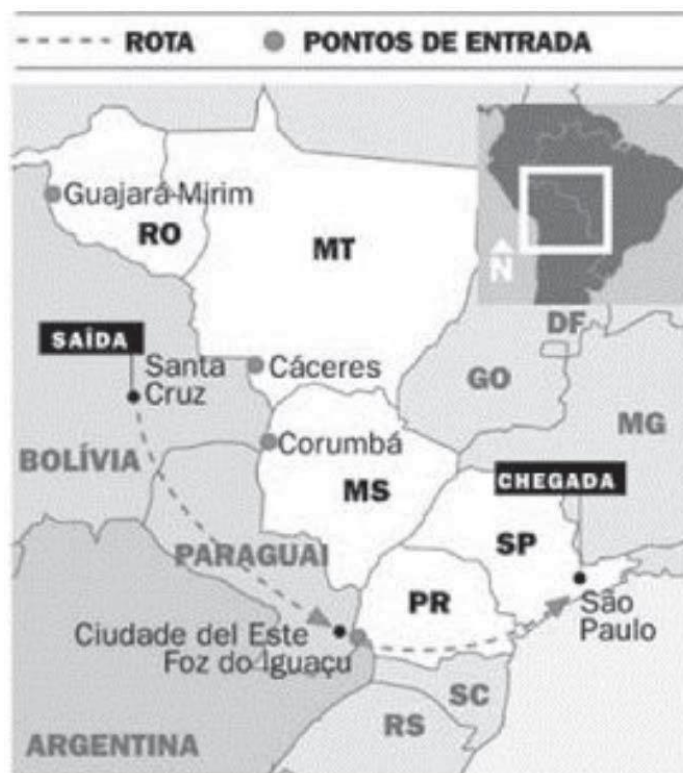 ROTA PONTOS DE ENTRADA
Guajará-Mirim
RO
MT
N
DF
SAÍDA
Santa
Cruz
Cáceres
GO
MG
BOLÍVIA
Corumbá
MS
CHEGADA
PARAGUAI
SP
PR
São
Paulo
Ciudade del Este
Foz do Iguaçu
SC
RS
ARGENTINA